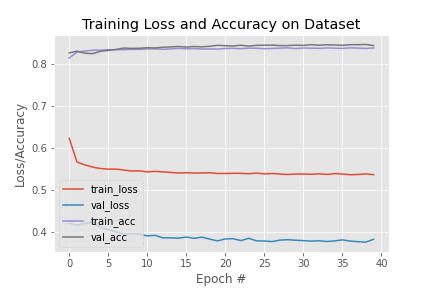 Training Loss and Accuracy on Dataset
0.8
0.7
0.6
0.5
0.4
Loss/Accuracy
train_loss
val_loss
train_acc
val_acc
0 5 10 15 20 25 30 35 40
Epoch #